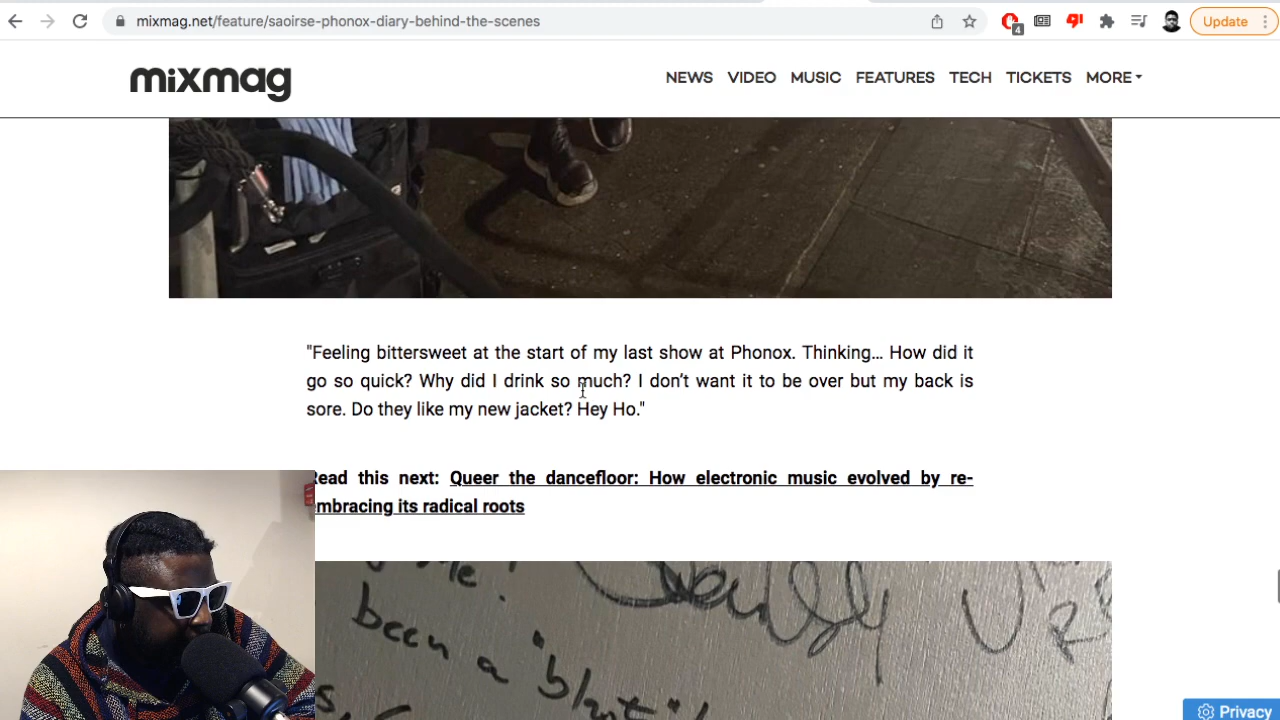 mixmag.net/feature/saoirse-phonox-diary-behind-the-scenes
4
Update
mixmag
NEWS VIDEO MUSIC FEATURES TECH TICKETS MORE
"Feeling bittersweet at the start of my last show at Phonox. Thinking… How did it
go so quick? Why did I drink so much? I don’t want it to be over but my back is
sore. Do they like my new jacket? Hey Ho."
Read this next: Queer the dancefloor: How electronic music evolved by re-
embracing its radical roots
been a "blast"
Privacy